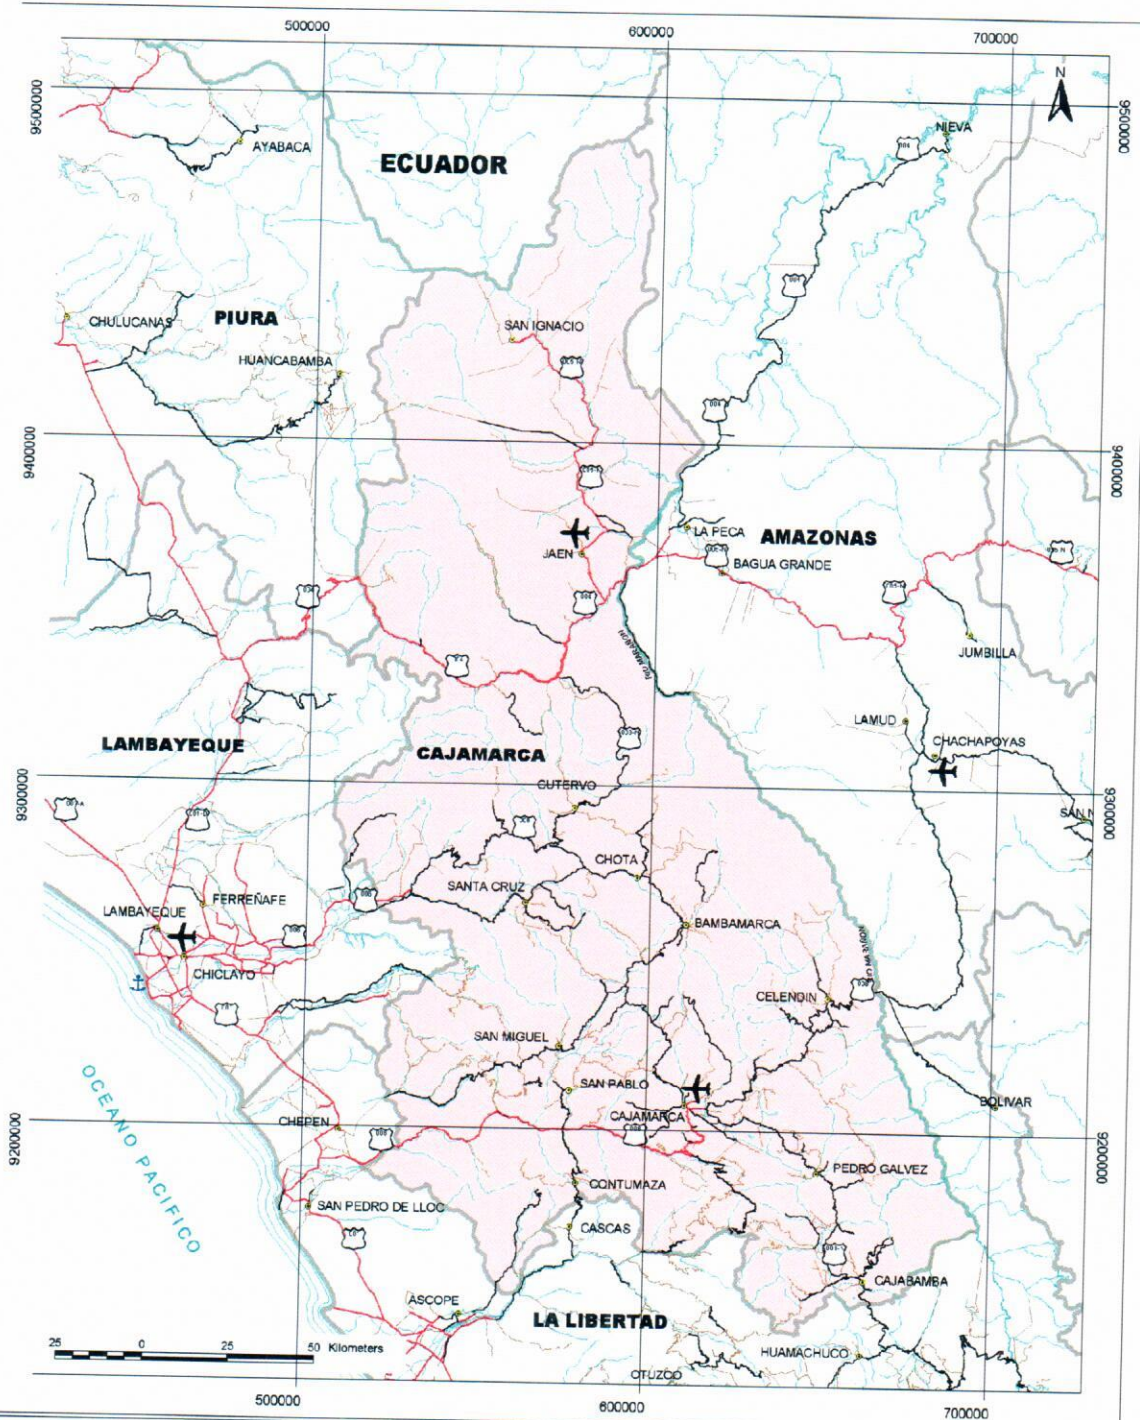 500000
600000
700000
9500000
9500000
N
NIEVA
AYABACA
ECUADOR
CHULUCANAS
PIURA
SAN IGNACIO
HUANCABAMBA
9400000
9400000
LA PECA
AMAZONAS
JAEN
BAGUA GRANDE
JUMBILLA
RIO MARAÑON
LAMUD
LAMBAYEQUE
CAJAMARCA
CHACHAPOYAS
9300000
9300000
CUTERVO
SAN N
CHOTA
SANTA CRUZ
FERREÑAFE
LAMBAYEQUE
BAMBAMARCA
CHICLAYO
CELENDIN
SAN MIGUEL
SAN PABLO
OCEANO PACIFICO
CAJAMARCA
BOLIVAR
CHEPEN
9200000
9200000
PEDRO GALVEZ
CONTUMAZA
SAN PEDRO DE LLOC
CASCAS
CAJABAMBA
ASCOPE
LA LIBERTAD
25 0 25 50 Kilometers
HUAMACHUCO
OTUZCO
500000
600000
700000